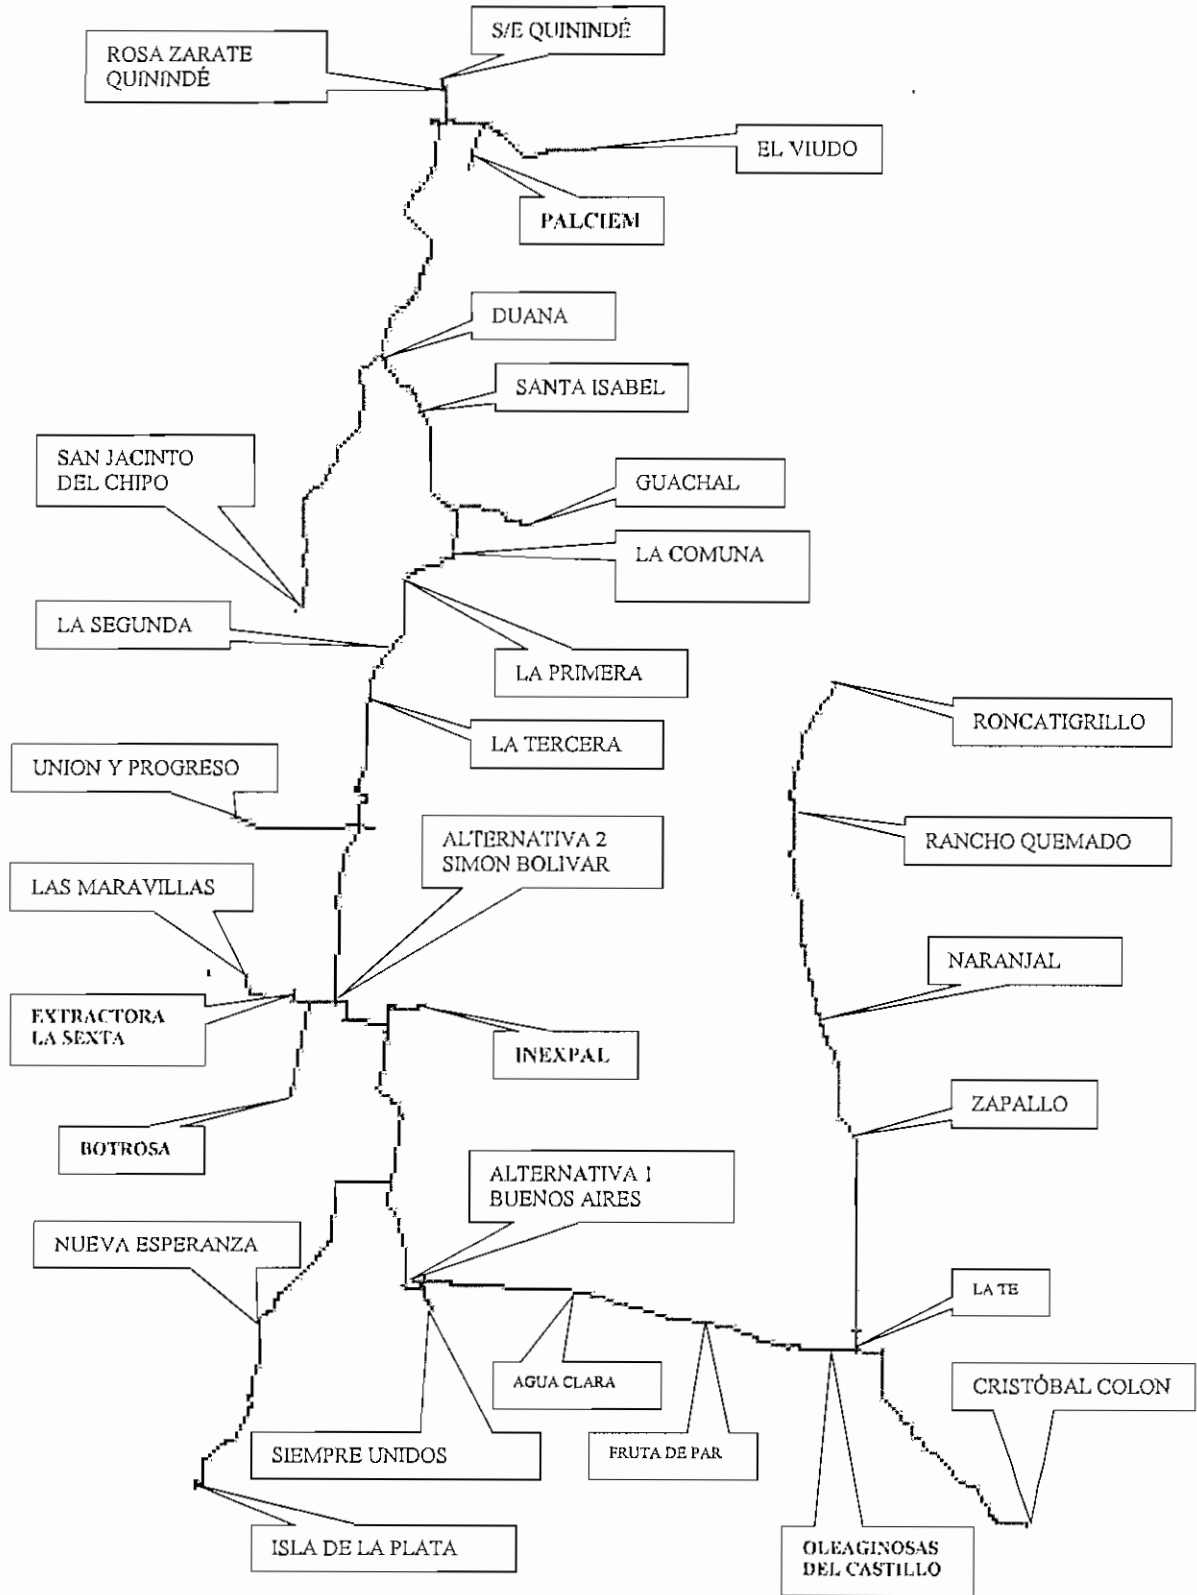 S/E QUININDÉ
ROSA ZARATE
QUININDÉ
EL VIUDO
PALCIEM
DUANA
SANTA ISABEL
SAN JACINTO
DEL CHIPO
GUACHAL
LA COMUNA
LA SEGUNDA
LA PRIMERA
RONCATIGRILLO
LA TERCERA
UNION Y PROGRESO
ALTERNATIVA 2
SIMON BOLIVAR
RANCHO QUEMADO
LAS MARAVILLAS
NARANJAL
EXTRACTORA
LA SEXTA
INEXPAL
ZAPALLO
BOTROSA
ALTERNATIVA 1
BUENOS AIRES
NUEVA ESPERANZA
LA TE
AGUA CLARA
CRISTÓBAL COLON
SIEMPRE UNIDOS
FRUTA DE PAR
ISLA DE LA PLATA
OLEAGINOSAS
DEL CASTILLO